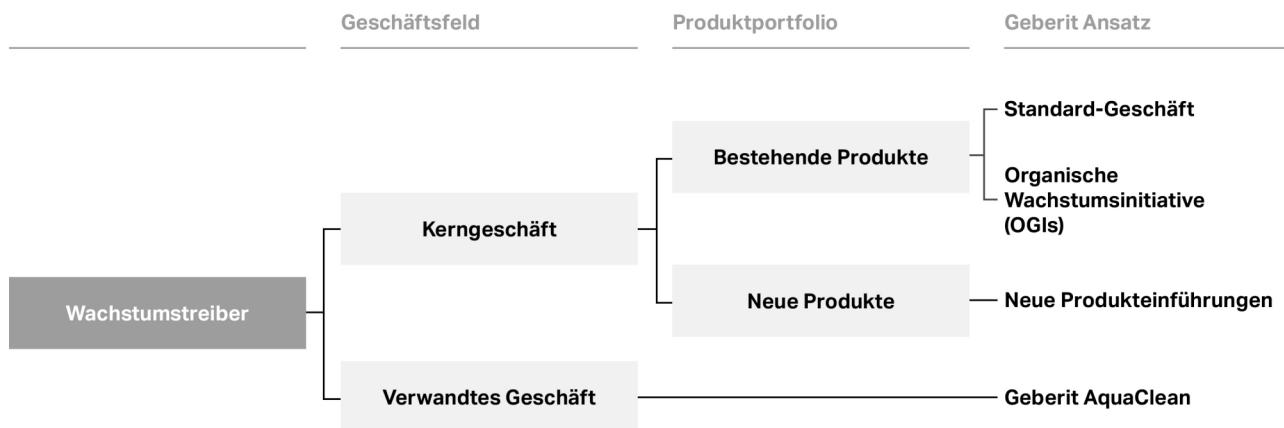 Geschäftsfeld
Produktportfolio
Geberit Ansatz
Standard-Geschäft
Bestehende Produkte
Organische
Wachstumsinitiative
(OGIs)
Kerngeschäft
Neue Produkte
Neue Produkteinführungen
Wachstumstreiber
Verwandtes Geschäft
Geberit AquaClean